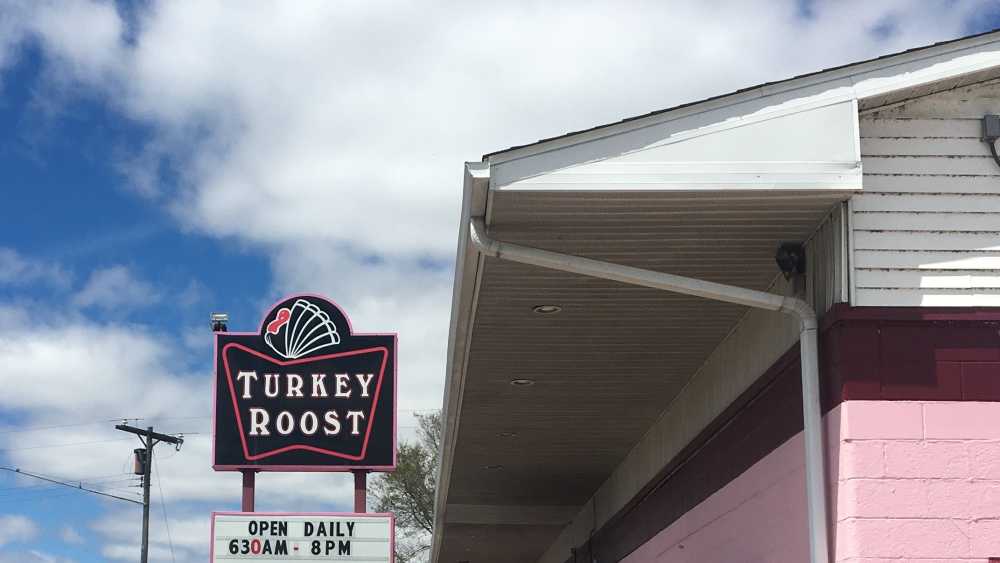 TURKEY
ROOST
OPEN DAILY
630AM - 8PM